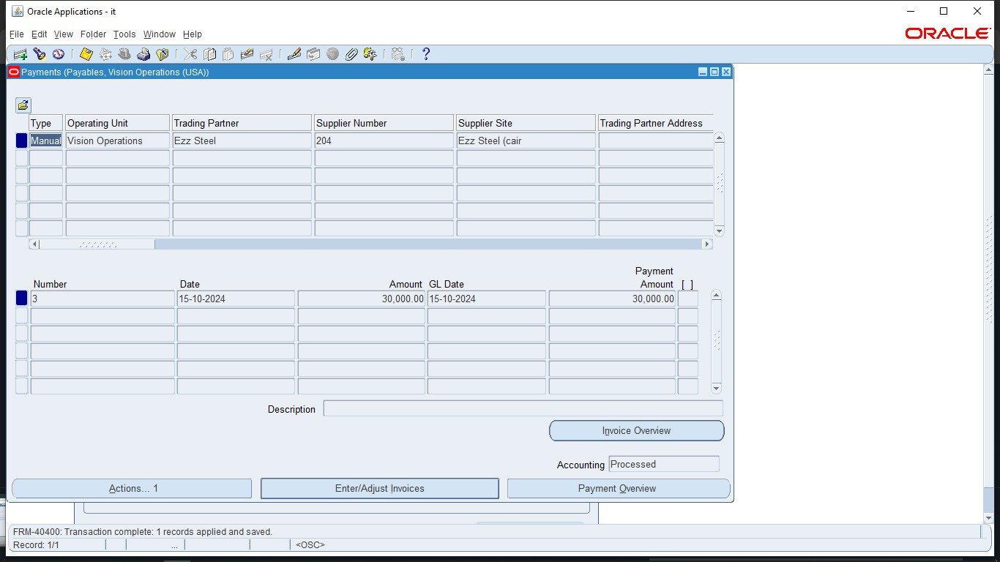 Oracle Applications - it
File Edit View Folder Tools Window Help
ORACLE
Payments (Payables, Vision Operations (USA))
Type Operating Unit Trading Partner Supplier Number Supplier Site Trading Partner Address
Manual Vision Operations Ezz Steel 204 Ezz Steel (cair
Payment
Number Date Amount GL Date Amount [ ]
3 15-10-2024 30,000.00 15-10-2024 30,000.00
Description
Invoice Overview
Accounting Processed
Actions... 1 Enter/Adjust Invoices Payment Overview
FRM-40400: Transaction complete: 1 records applied and saved.
Record: 1/1 ... <OSC>